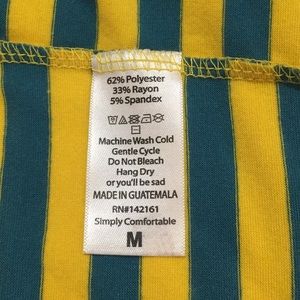 62% Polyester
33% Rayon
5% Spandex
Machine Wash Cold
Gentle Cycle
Do Not Bleach
Hang Dry
or you'll be sad
MADE IN GUATEMALA
RN#142161
Simply Comfortable
M